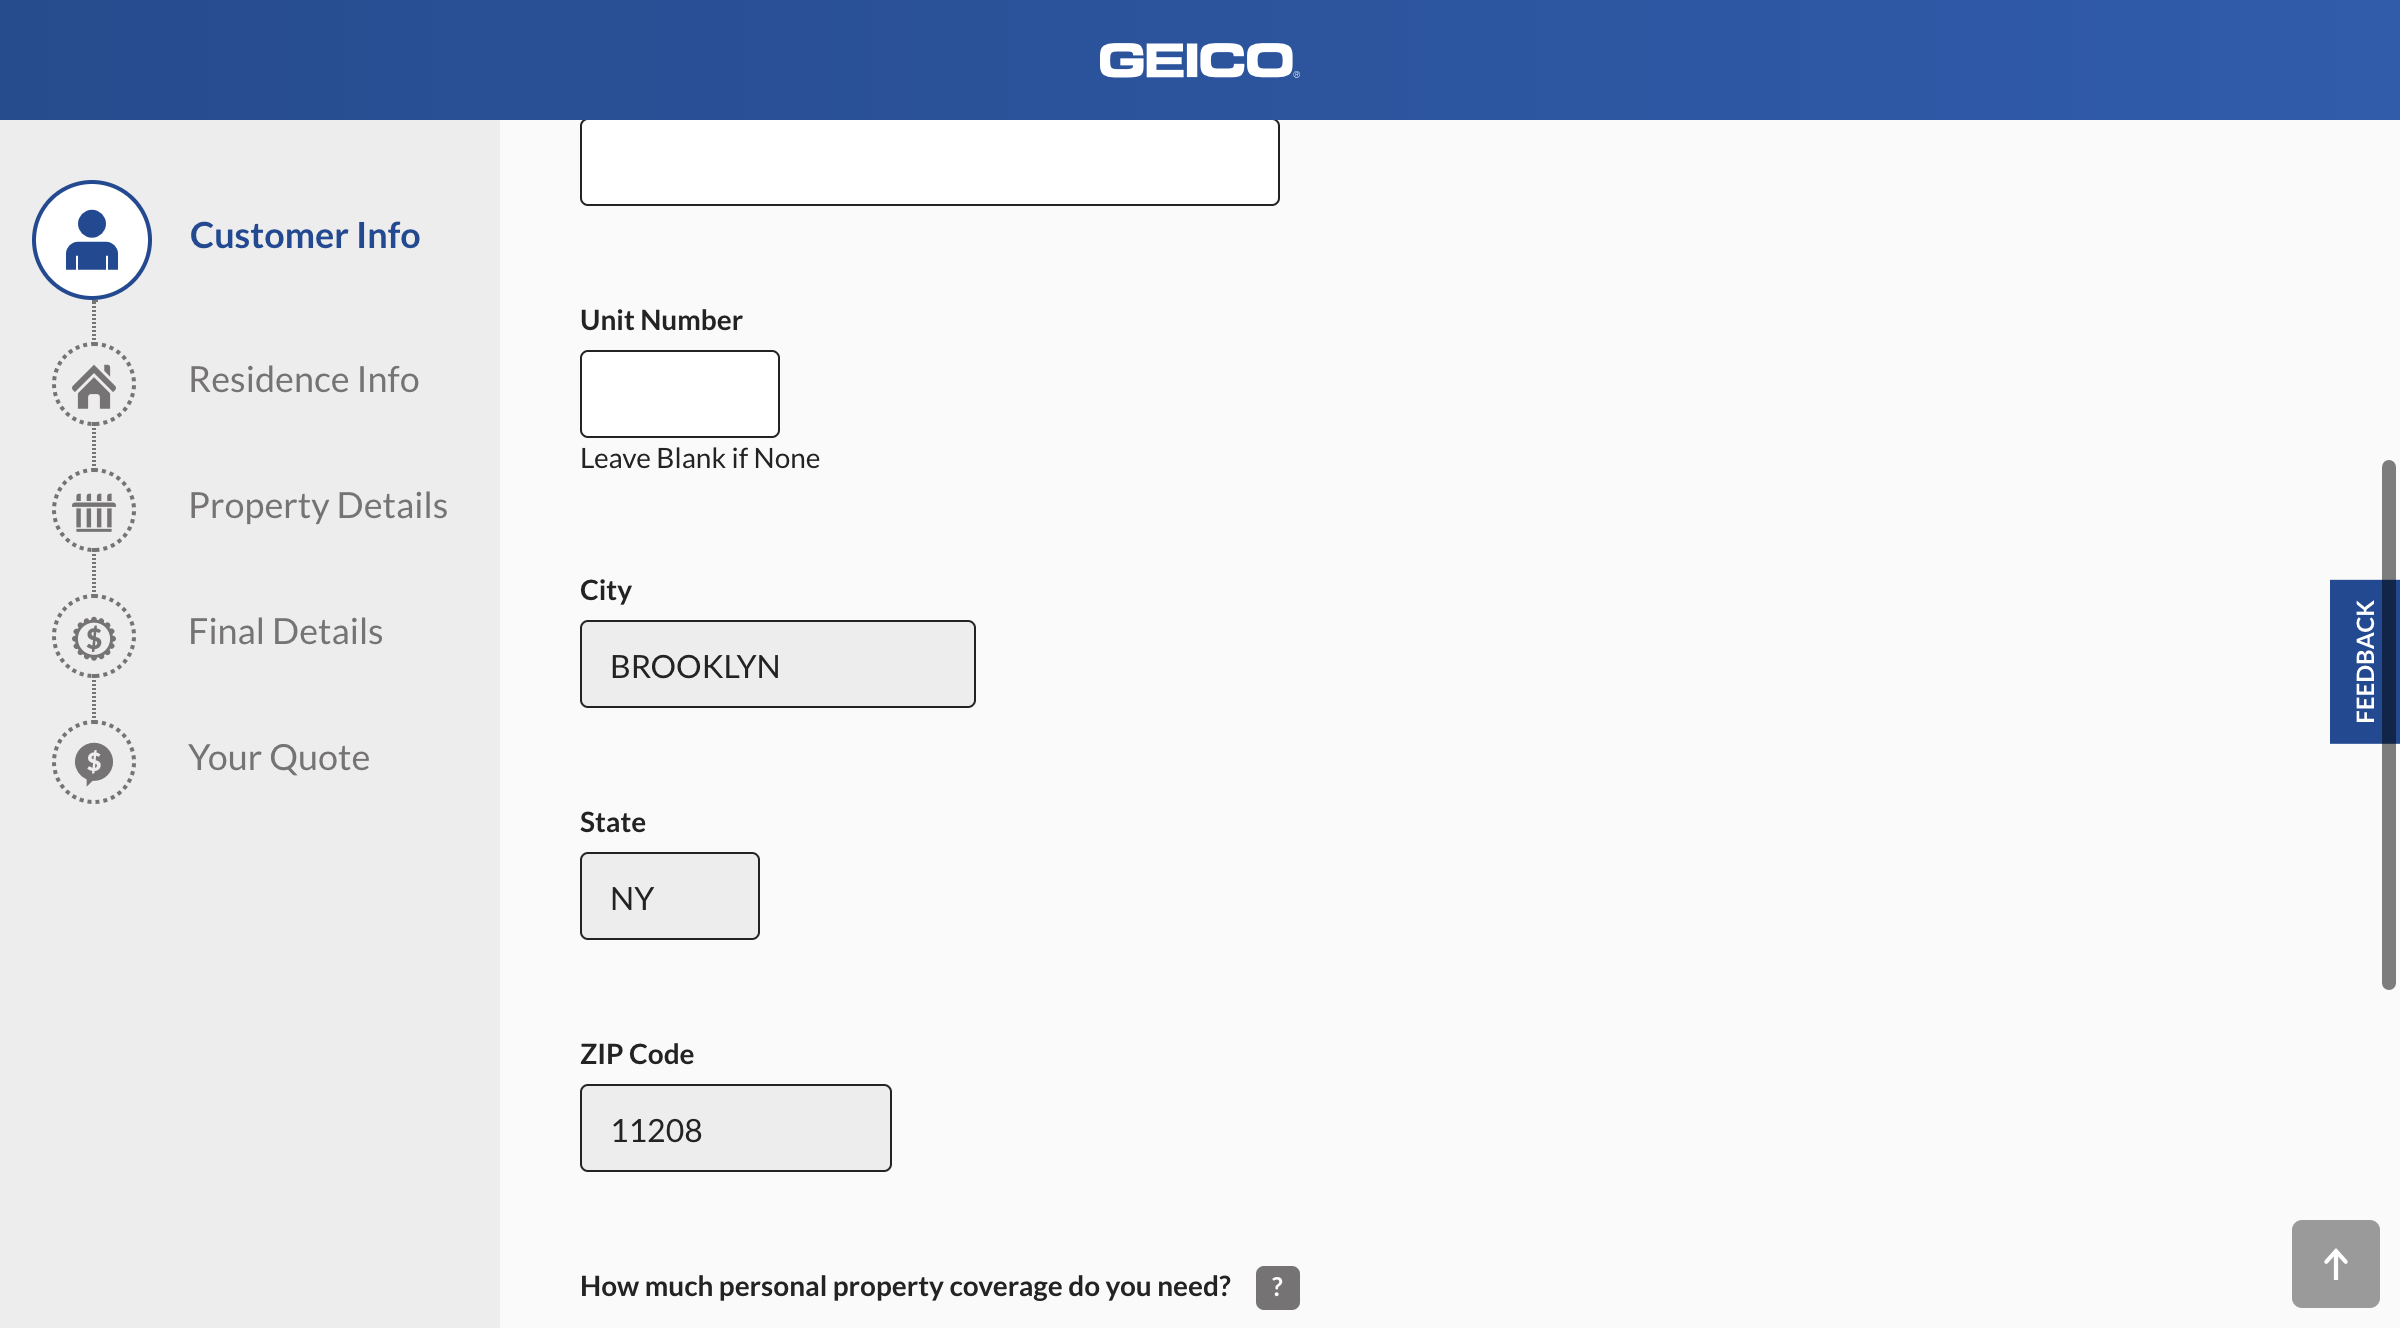 GEICO®
Customer Info
Residence Info
Property Details
$
Final Details
$
Your Quote
Unit Number
Leave Blank if None
City
BROOKLYN
State
NY
ZIP Code
11208
How much personal property coverage do you need? ?
FEEDBACK